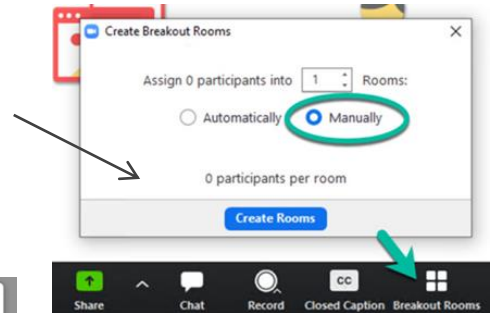 Create Breakout Rooms
Assign 0 participants into 1 Rooms:
Automatically Manually
0 participants per room
Create Rooms
CC
Share Chat Record Closed Caption Breakout Rooms